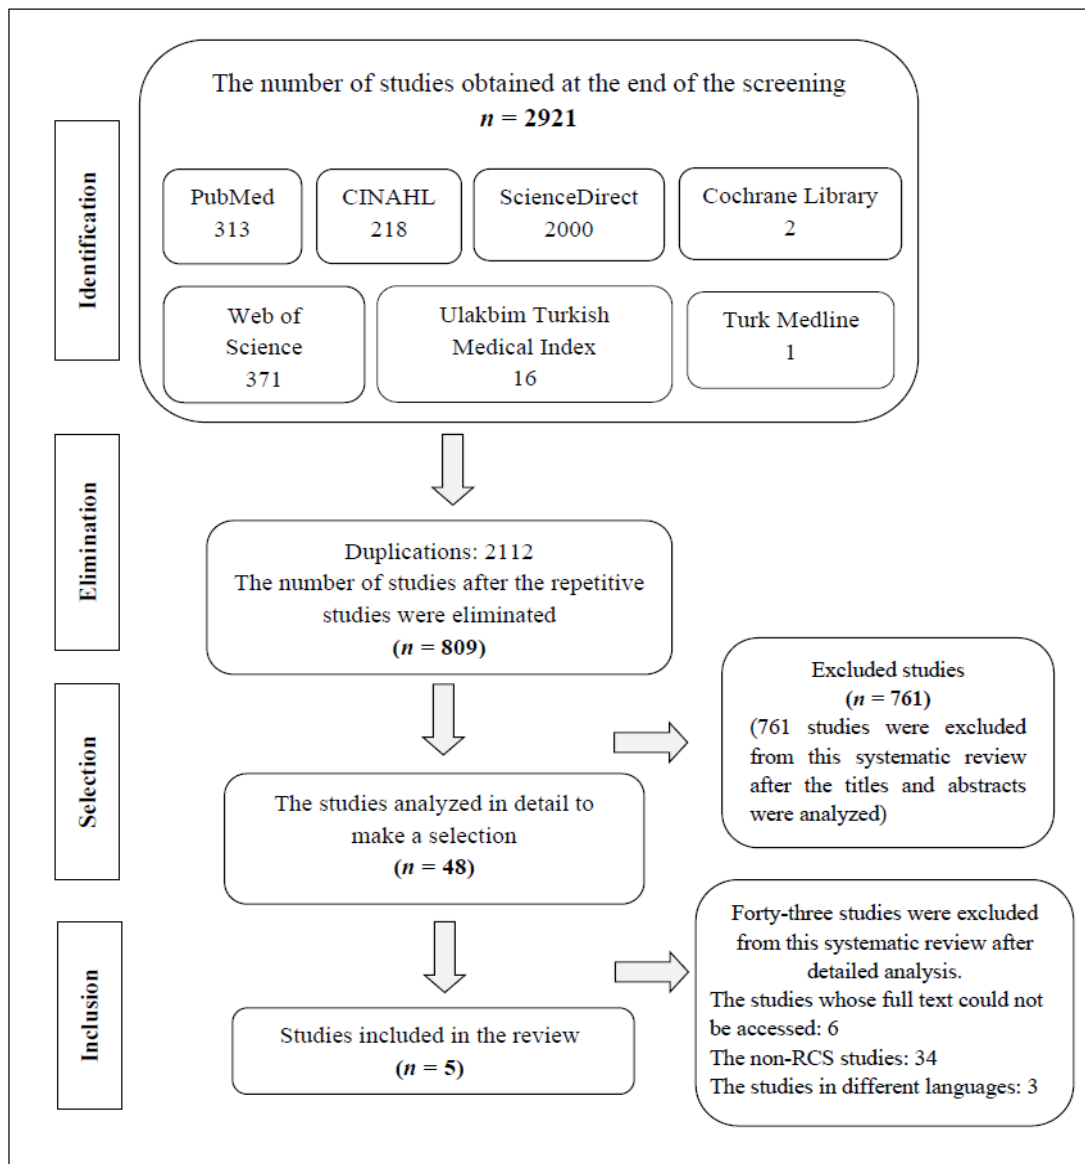 The number of studies obtained at the end of the screening
n = 2921
Identification
PubMed
313
CINAHL
218
ScienceDirect
2000
Cochrane Library
2
Web of
Science
371
Ulakbim Turkish
Medical Index
16
Turk Medline
1
Elimination
Duplications: 2112
The number of studies after the repetitive
studies were eliminated
(n = 809)
Selection
Excluded studies
(n = 761)
(761 studies were excluded
from this systematic review
after the titles and abstracts
were analyzed)
The studies analyzed in detail to
make a selection
(n = 48)
Inclusion
Forty-three studies were excluded
from this systematic review after
detailed analysis.
The studies whose full text could not
be accessed: 6
The non-RCS studies: 34
The studies in different languages: 3
Studies included in the review
(n = 5)